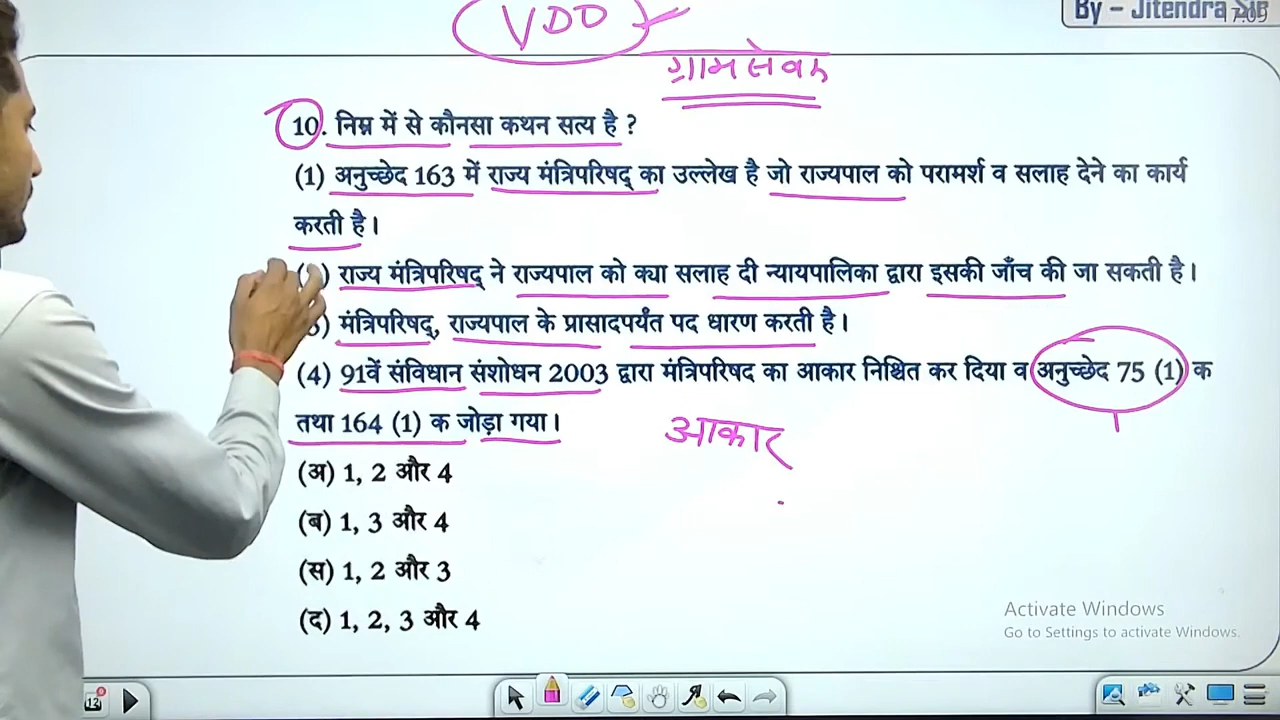 VDO
By – Jitendra Sir
ग्रामसेवक
10. निम्न में से कौनसा कथन सत्य है ?
(1) अनुच्छेद 163 में राज्य मंत्रिपरिषद् का उल्लेख है जो राज्यपाल को परामर्श व सलाह देने का कार्य
करती है।
( ) राज्य मंत्रिपरिषद् ने राज्यपाल को क्या सलाह दी न्यायपालिका द्वारा इसकी जाँच की जा सकती है।
3) मंत्रिपरिषद्, राज्यपाल के प्रासादपर्यंत पद धारण करती है।
(4) 91वें संविधान संशोधन 2003 द्वारा मंत्रिपरिषद का आकार निश्चित कर दिया व अनुच्छेद 75 (1) क
तथा 164 (1) क जोड़ा गया।
आकार
(अ) 1, 2 और 4
(ब) 1, 3 और 4
(स) 1, 2 और 3
(द) 1, 2, 3 और 4
Activate Windows
Go to Settings to activate Windows.
12